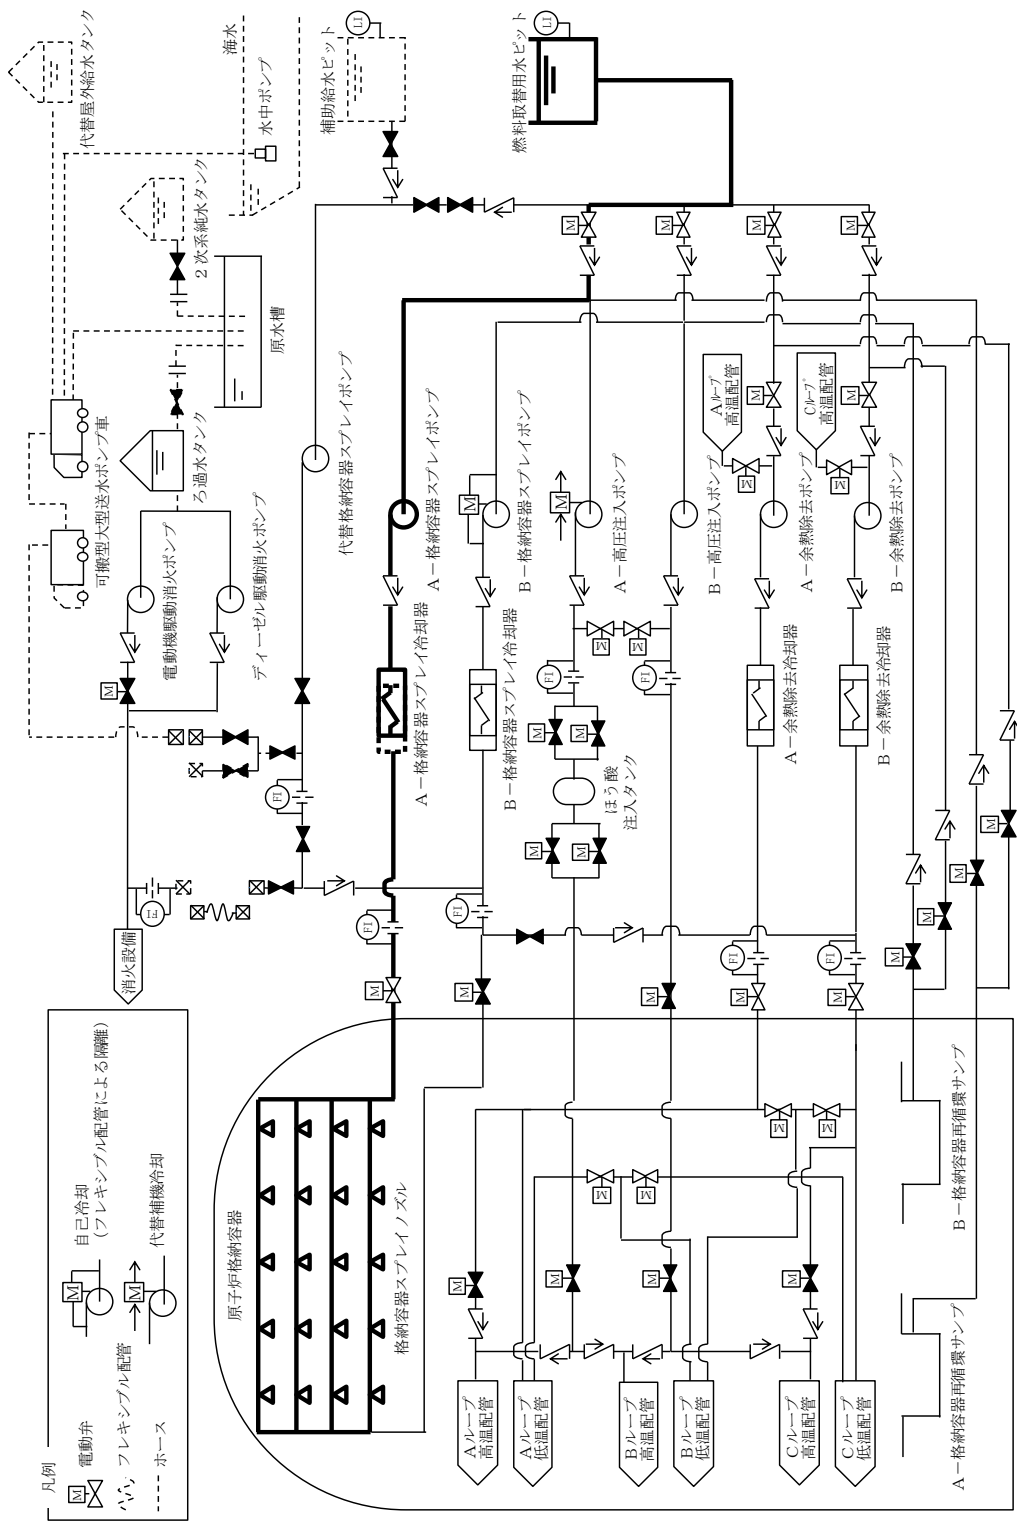 代替屋外給水タンク
海水
水中ポンプ
2次系純水タンク
原水槽
補助給水ピット
LI
燃料取替用水ピット
LI
可搬型大型送水ポンプ車
ろ過水タンク
電動機駆動消火ポンプ
ディーゼル駆動消火ポンプ
代替格納容器スプレイポンプ
A-格納容器スプレイポンプ
B-格納容器スプレイポンプ
A-高圧注入ポンプ
B-高圧注入ポンプ
A-余熱除去ポンプ
B-余熱除去ポンプ
Aループ
高温配管
Cループ
高温配管
M
M
M
M
M
M
M
M
M
M
A-格納容器スプレイ冷却器
B-格納容器スプレイ冷却器
A-余熱除去冷却器
B-余熱除去冷却器
ほう酸
注入タンク
M
M
M
M
M
M
M
FI
FI
FI
FI
FI
FI
FI
FI
消火設備
M
M
M
M
M
M
M
M
M
原子炉格納容器
格納容器スプレイノズル
M
M
M
M
M
M
M
M
Aループ
高温配管
Aループ
低温配管
Bループ
高温配管
Bループ
低温配管
Cループ
高温配管
Cループ
低温配管
B-格納容器再循環サンプ
A-格納容器再循環サンプ
凡例
M
電動弁
フレキシブル配管
ホース
M
自己冷却
(フレキシブル配管による隔離)
M
代替補機冷却